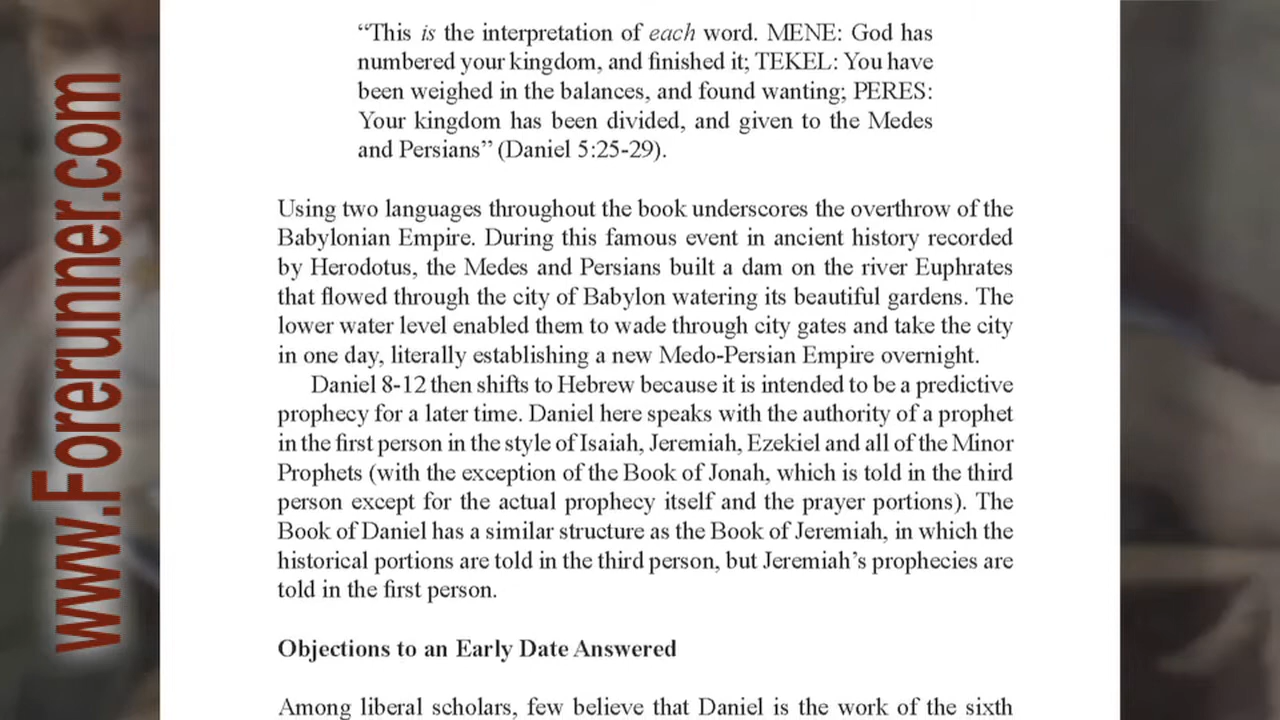 www.Forerunner.com
“This is the interpretation of each word. MENE: God has
numbered your kingdom, and finished it; TEKEL: You have
been weighed in the balances, and found wanting; PERES:
Your kingdom has been divided, and given to the Medes
and Persians” (Daniel 5:25-29).
Using two languages throughout the book underscores the overthrow of the
Babylonian Empire. During this famous event in ancient history recorded
by Herodotus, the Medes and Persians built a dam on the river Euphrates
that flowed through the city of Babylon watering its beautiful gardens. The
lower water level enabled them to wade through city gates and take the city
in one day, literally establishing a new Medo-Persian Empire overnight.
Daniel 8-12 then shifts to Hebrew because it is intended to be a predictive
prophecy for a later time. Daniel here speaks with the authority of a prophet
in the first person in the style of Isaiah, Jeremiah, Ezekiel and all of the Minor
Prophets (with the exception of the Book of Jonah, which is told in the third
person except for the actual prophecy itself and the prayer portions). The
Book of Daniel has a similar structure as the Book of Jeremiah, in which the
historical portions are told in the third person, but Jeremiah’s prophecies are
told in the first person.
Objections to an Early Date Answered
Among liberal scholars, few believe that Daniel is the work of the sixth